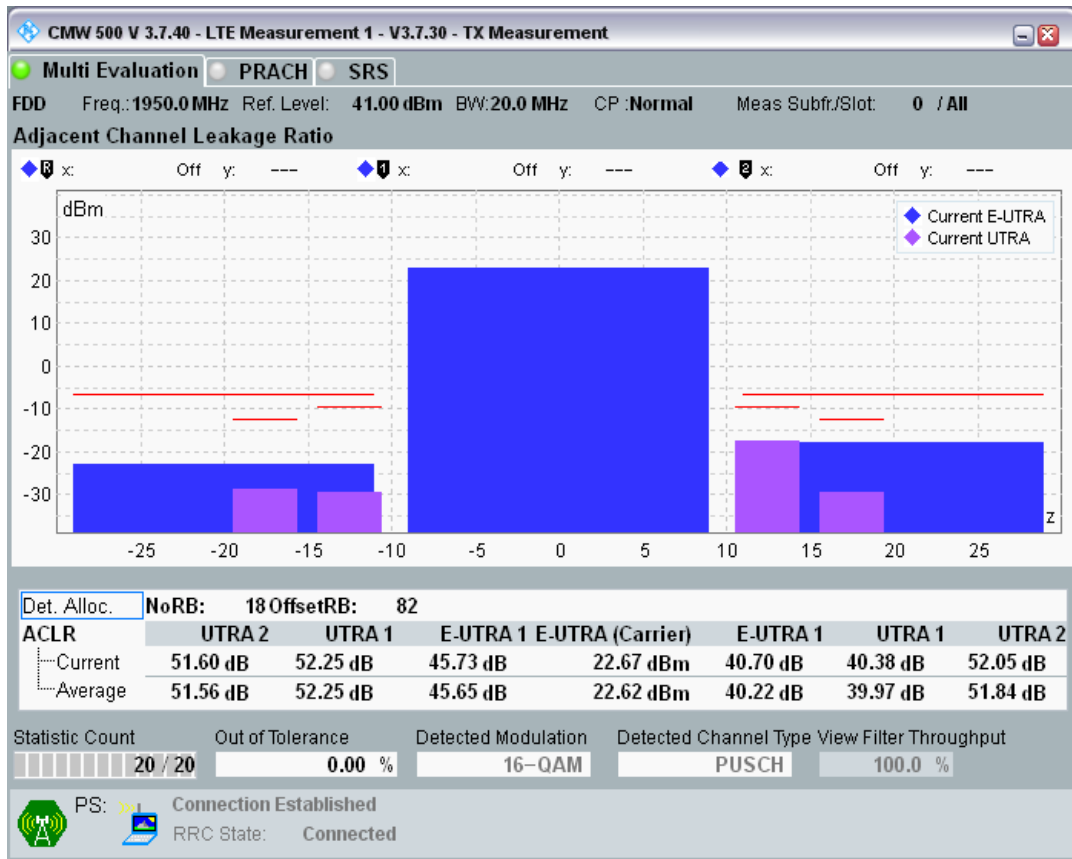 CMW 500 V 3.7.40 - LTE Measurement 1 - V3.7.30 - TX Measurement
Multi Evaluation PRACH SRS
FDD Freq.: 1950.0 MHz Ref. Level: 41.00 dBm BW: 20.0 MHz CP :Normal Meas Subfr./Slot: 0 / All
Adjacent Channel Leakage Ratio
R x: Off y: --- 1 x: Off y: --- 2 x: Off y: ---
dBm
Current E-UTRA
Current UTRA
30
20
10
0
-10
-20
-30
z
-25 -20 -15 -10 -5 0 5 10 15 20 25
Det. Alloc. NoRB: 18 OffsetRB: 82
ACLR UTRA 2 UTRA 1 E-UTRA 1 E-UTRA (Carrier) E-UTRA 1 UTRA 1 UTRA 2
Current 51.60 dB 52.25 dB 45.73 dB 22.67 dBm 40.70 dB 40.38 dB 52.05 dB
Average 51.56 dB 52.25 dB 45.65 dB 22.62 dBm 40.22 dB 39.97 dB 51.84 dB
Statistic Count Out of Tolerance Detected Modulation Detected Channel Type View Filter Throughput
20 / 20 0.00 % 16-QAM PUSCH 100.0 %
PS: Connection Established
RRC State: Connected